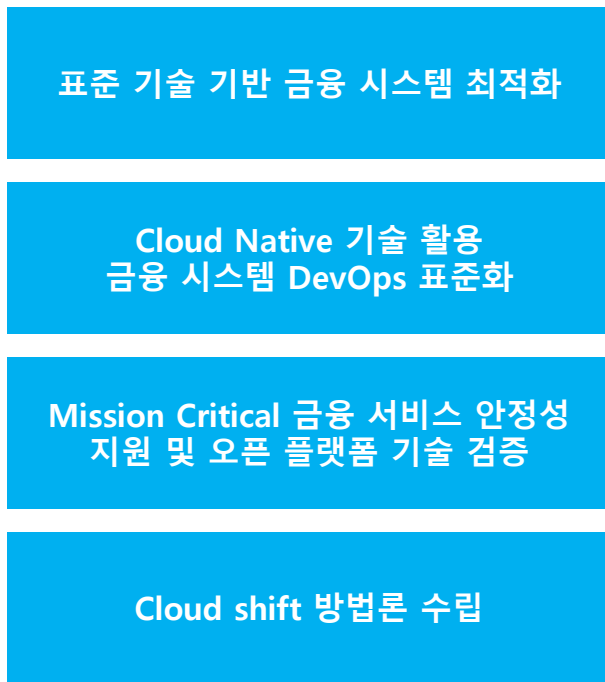 표준 기술 기반 금융 시스템 최적화
Cloud Native 기술 활용
금융 시스템 DevOps 표준화
Mission Critical 금융 서비스 안정성
지원 및 오픈 플랫폼 기술 검증
Cloud shift 방법론 수립